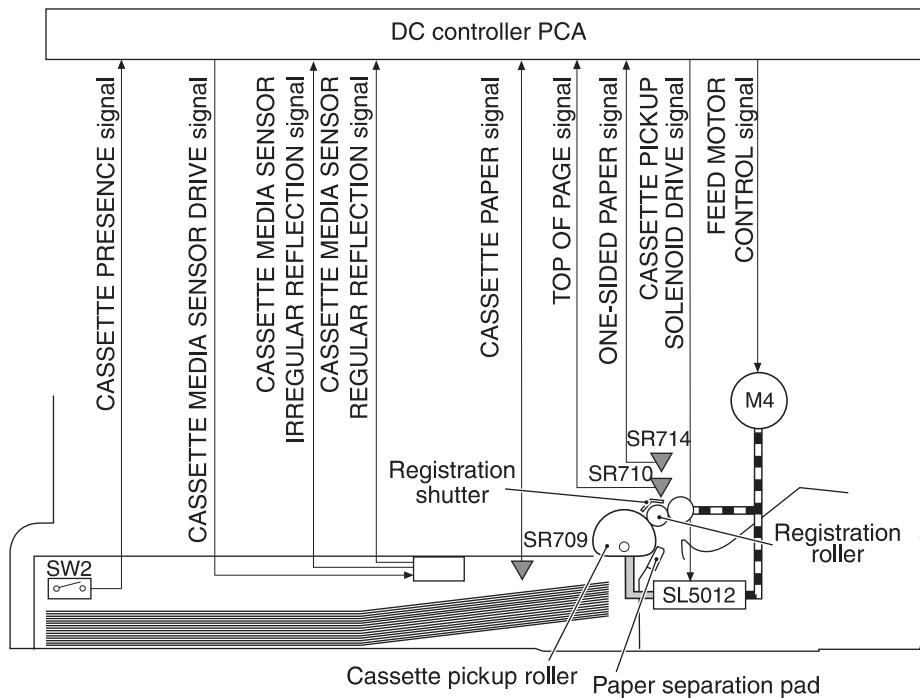 DC controller PCA
CASSETTE PRESENCE signal
CASSETTE MEDIA SENSOR DRIVE signal
CASSETTE MEDIA SENSOR
IRREGULAR REFLECTION signal
CASSETTE MEDIA SENSOR
REGULAR REFLECTION signal
CASSETTE PAPER signal
TOP OF PAGE signal
ONE-SIDED PAPER signal
CASSETTE PICKUP
SOLENOID DRIVE signal
FEED MOTOR
CONTROL signal
M4
SR714
Registration
shutter
SR710
SR709
Registration
roller
SW2
SL5012
Cassette pickup roller
Paper separation pad